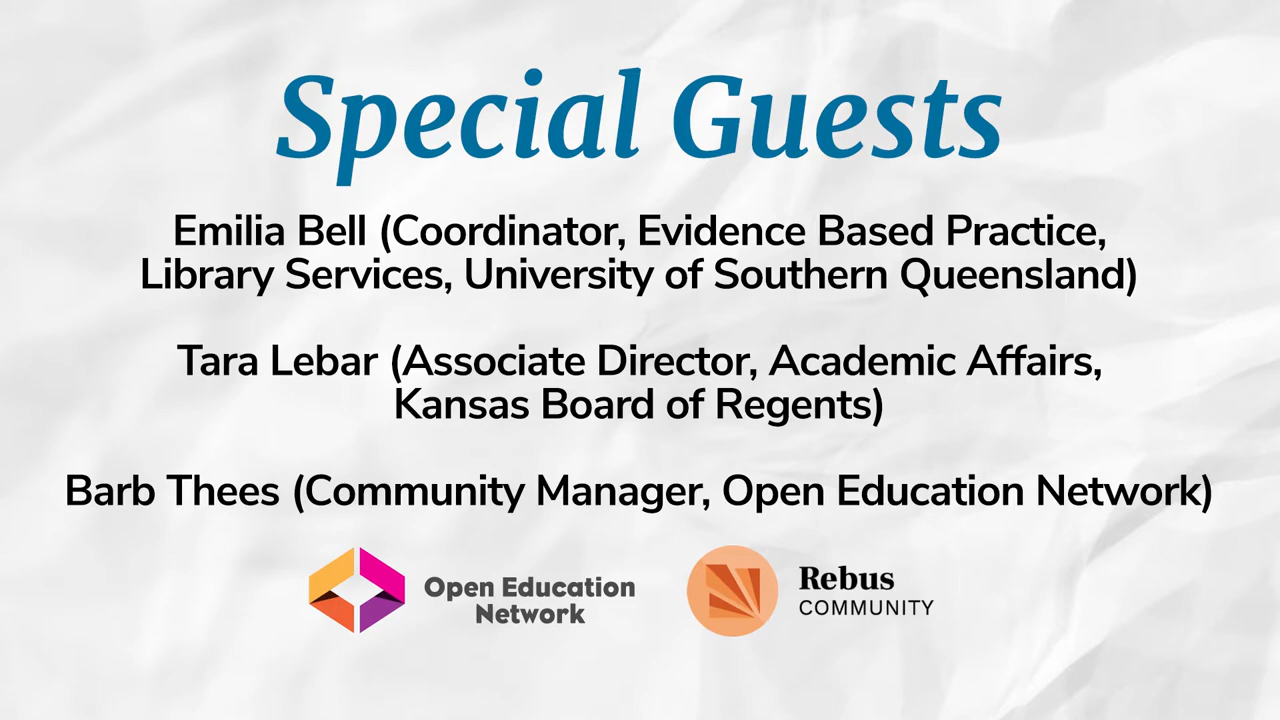 Special Guests
Emilia Bell (Coordinator, Evidence Based Practice,
Library Services, University of Southern Queensland)
Tara Lebar (Associate Director, Academic Affairs,
Kansas Board of Regents)
Barb Thees (Community Manager, Open Education Network)
Open Education
Network
Rebus
COMMUNITY